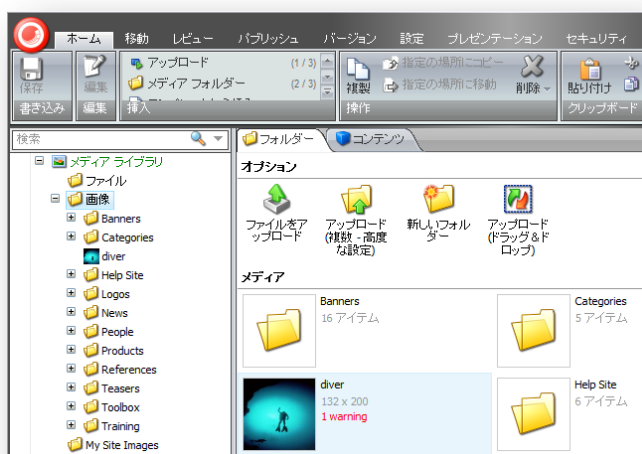 ホーム 移動 レビュー パブリッシュ バージョン 設定 プレゼンテーション セキュリティ
保存 編集 アップロード (1 / 3) 複製 指定の場所にコピー 削除 貼り付け
メディア フォルダー (2 / 3) 指定の場所に移動
書き込み 編集 挿入 操作 クリップボード
検索 フォルダー コンテンツ
メディア ライブラリ
ファイル
画像
Banners
Categories
diver
Help Site
Logos
News
People
Products
References
Teasers
Toolbox
Training
My Site Images
オプション
ファイルをア
ップロード
アップロード
(複数 - 高度
な設定)
新しいフォル
ダー
アップロード
(ドラッグ & ド
ロップ)
メディア
Banners
16 アイテム
Categories
5 アイテム
diver
132 x 200
1 warning
Help Site
6 アイテム